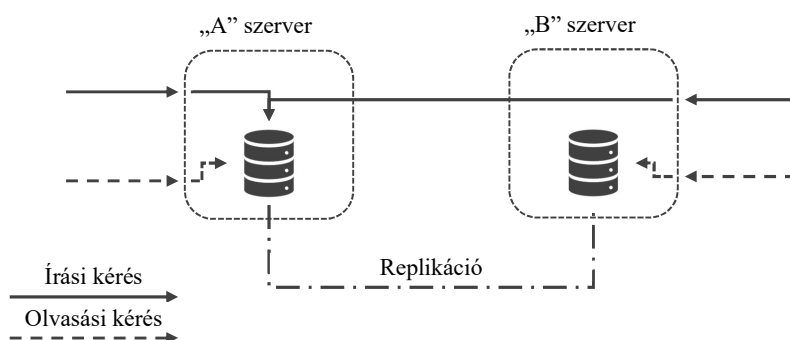 „A” szerver
„B” szerver
Replikáció
Írási kérés
Olvasási kérés